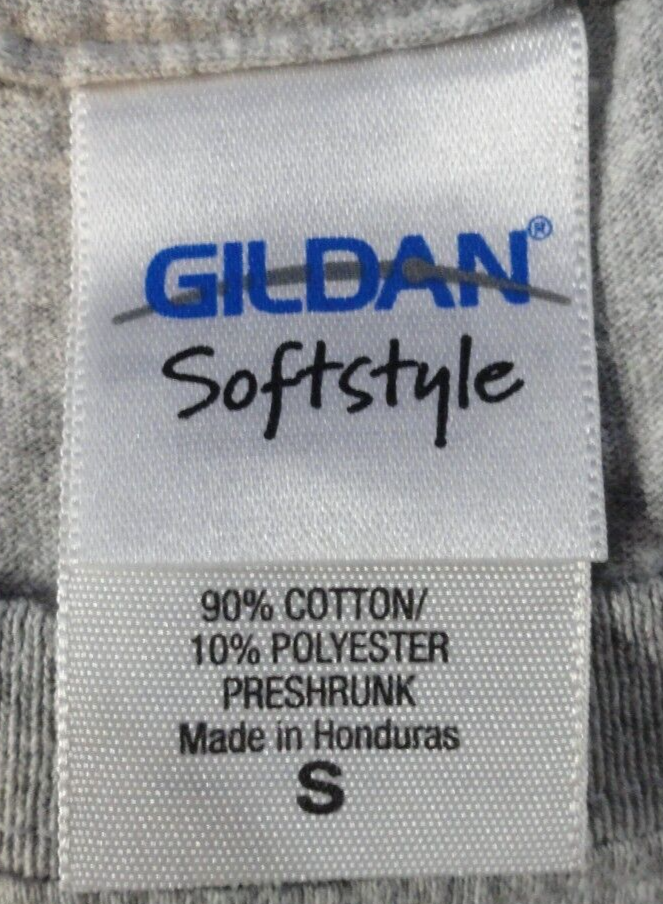 GILDAN®
Softstyle
90% COTTON/
10% POLYESTER
PRESHRUNK
Made in Honduras
S